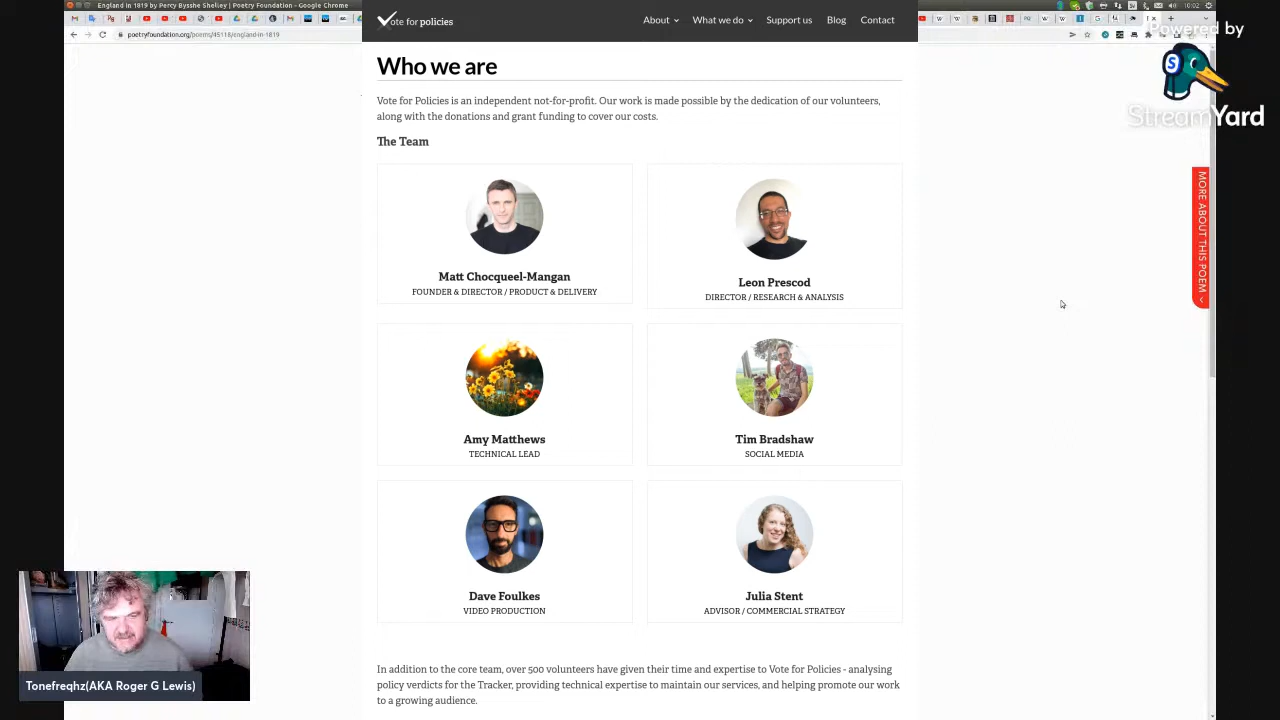 England in 1819 by Percy Bysshe Shelley | Poetry Foundation - Google Chrome
10:02
poetryfoundation.org/poems/45118/england-in-1819
Vote for policies
About
What we do
Support us
Blog
Contact
Powered by
StreamYard
Who we are
Vote for Policies is an independent not-for-profit. Our work is made possible by the dedication of our volunteers,
along with the donations and grant funding to cover our costs.
The Team
Matt Chocqueel-Mangan
FOUNDER & DIRECTOR / PRODUCT & DELIVERY
Leon Prescod
DIRECTOR / RESEARCH & ANALYSIS
MORE ABOUT THIS POEM
Amy Matthews
TECHNICAL LEAD
Tim Bradshaw
SOCIAL MEDIA
Dave Foulkes
VIDEO PRODUCTION
Julia Stent
ADVISOR / COMMERCIAL STRATEGY
In addition to the core team, over 500 volunteers have given their time and expertise to Vote for Policies - analysing
policy verdicts for the Tracker, providing technical expertise to maintain our services, and helping promote our work
to a growing audience.
Tonefreqhz(AKA Roger G Lewis)